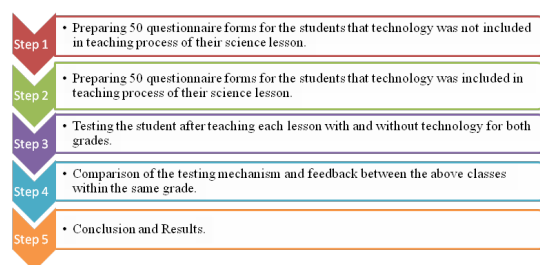 Step 1
• Preparing 50 questionnaire forms for the students that technology was not included
in teaching process of their science lesson.
Step 2
• Preparing 50 questionnaire forms for the students that technology was included in
teaching process of their science lesson.
Step 3
• Testing the student after teaching each lesson with and without technology for both
grades.
Step 4
• Comparison of the testing mechanism and feedback between the above classes
within the same grade.
Step 5
• Conclusion and Results.